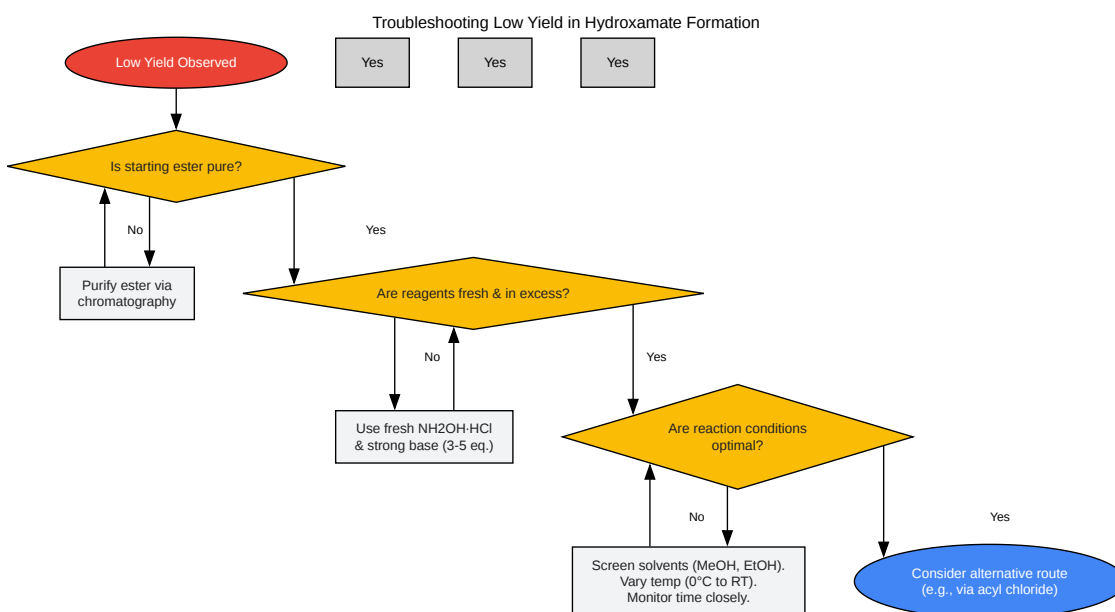 Troubleshooting Low Yield in Hydroxamate Formation
Low Yield Observed
Yes
Yes
Yes
Is starting ester pure?
No
Yes
Purify ester via
chromatography
Are reagents fresh & in excess?
No
Yes
Use fresh NH2OH·HCl
& strong base (3-5 eq.)
Are reaction conditions
optimal?
No
Yes
Screen solvents (MeOH, EtOH).
Vary temp (0°C to RT).
Monitor time closely.
Consider alternative route
(e.g., via acyl chloride)